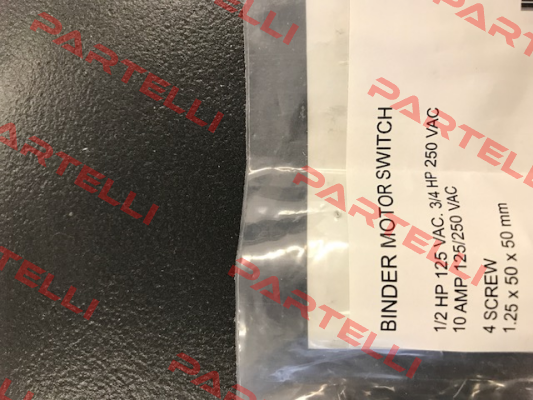 BINDER MOTOR SWITCH
1/2 HP 125 VAC. 3/4 HP 250 VAC
10 AMP 125/250 VAC
4 SCREW
1.25 x 50 x 50 mm
PARTELLI
PARTELLI
PARTELLI
PARTELLI
PARTELLI
PARTELLI